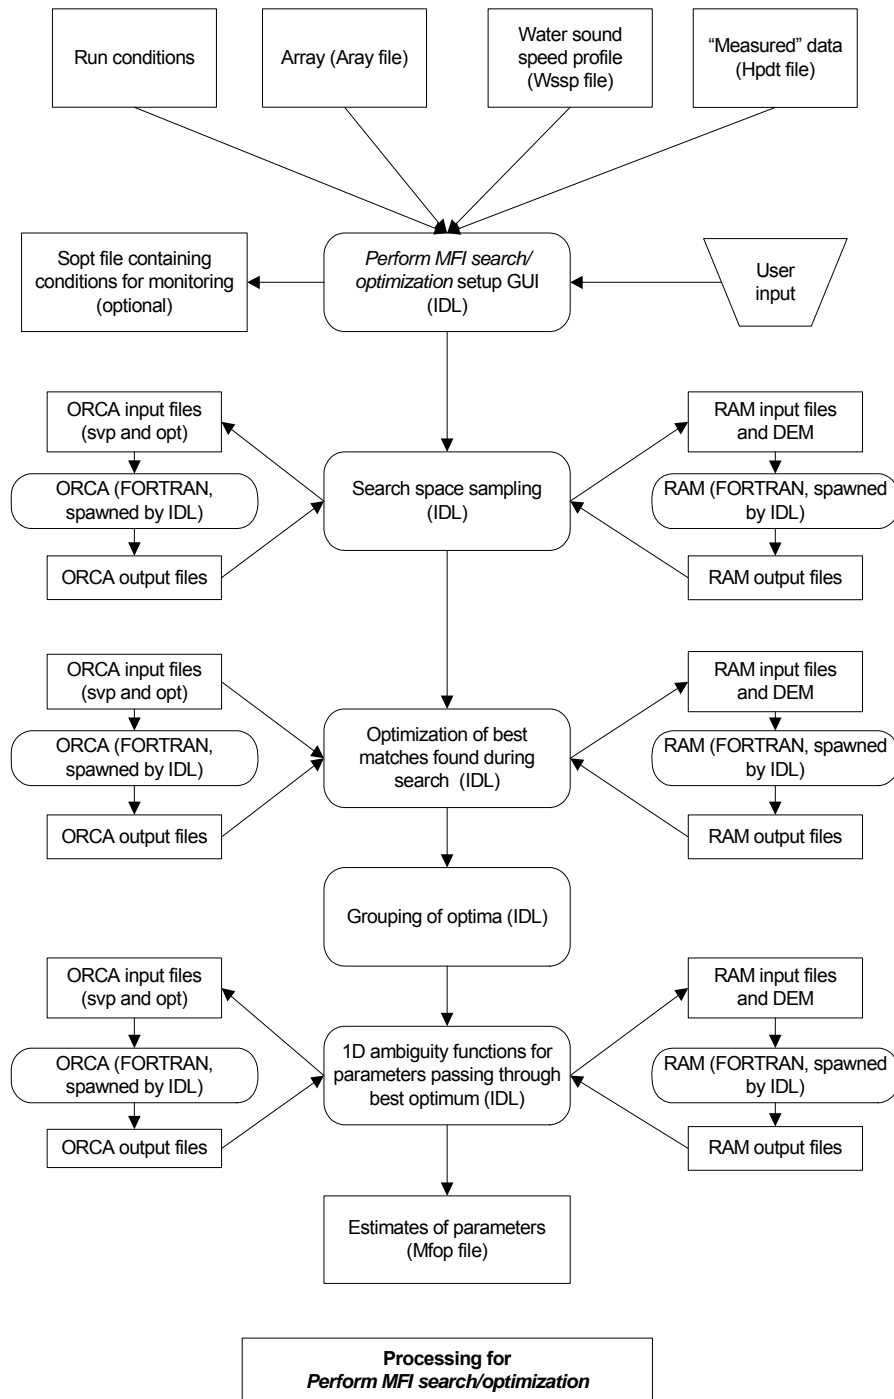 Run conditions
Array (Aray file)
Water sound
speed profile
(Wssp file)
“Measured” data
(Hpdt file)
Sopt file containing
conditions for monitoring
(optional)
Perform MFI search/
optimization setup GUI
(IDL)
User
input
ORCA input files
(svp and opt)
ORCA (FORTRAN,
spawned by IDL)
ORCA output files
Search space sampling
(IDL)
RAM input files
and DEM
RAM (FORTRAN, spawned
by IDL)
RAM output files
ORCA input files
(svp and opt)
ORCA (FORTRAN,
spawned by IDL)
ORCA output files
Optimization of best
matches found during
search (IDL)
RAM input files
and DEM
RAM (FORTRAN, spawned
by IDL)
RAM output files
Grouping of optima (IDL)
ORCA input files
(svp and opt)
ORCA (FORTRAN,
spawned by IDL)
ORCA output files
1D ambiguity functions for
parameters passing through
best optimum (IDL)
RAM input files
and DEM
RAM (FORTRAN, spawned
by IDL)
RAM output files
Estimates of parameters
(Mfop file)
Processing for
Perform MFI search/optimization